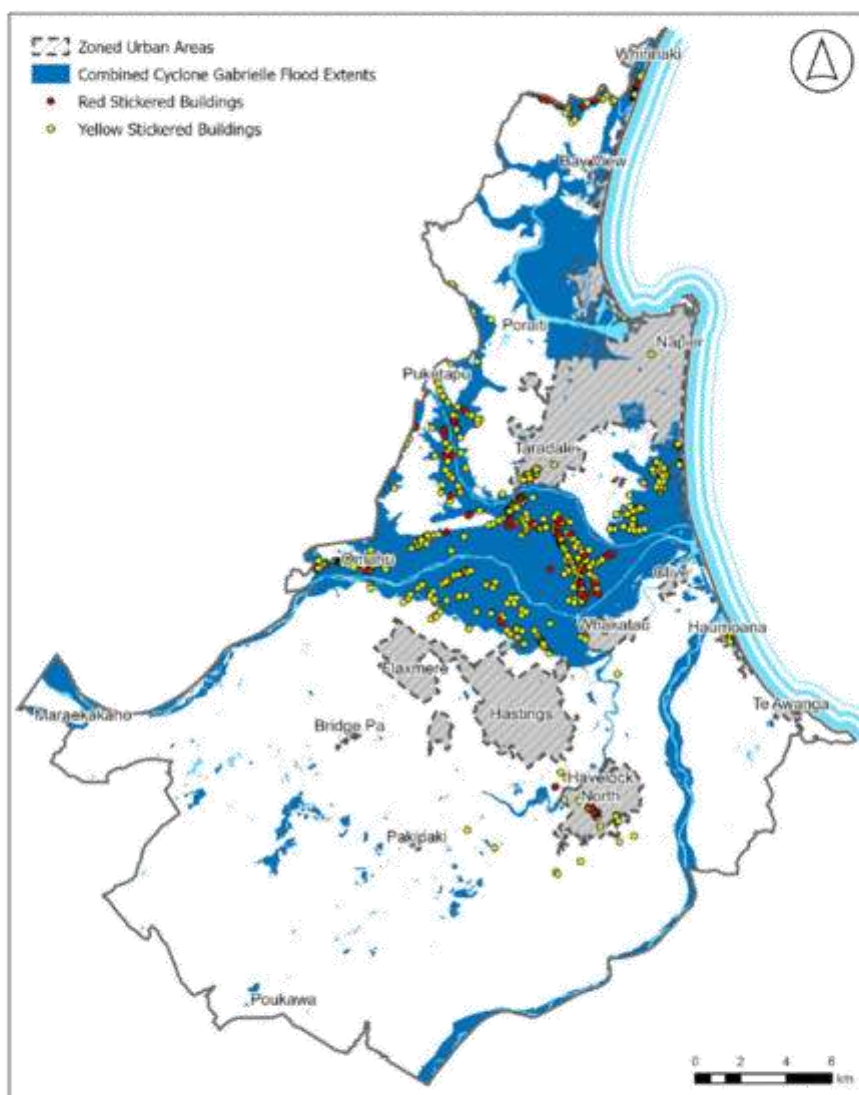 Zoned Urban Areas
Combined Cyclone Gabrielle Flood Extents
Red Stickered Buildings
Yellow Stickered Buildings
Whirinaki
Bay View
Poraiti
Napier
Puketapu
Taradale
Omahu
Clive
Whakatu
Haumoana
Flaxmere
Te Awanga
Maraekakaho
Hastings
Bridge Pa
Havelock
North
Pakipaki
Poukawa
0 2 4 6
km